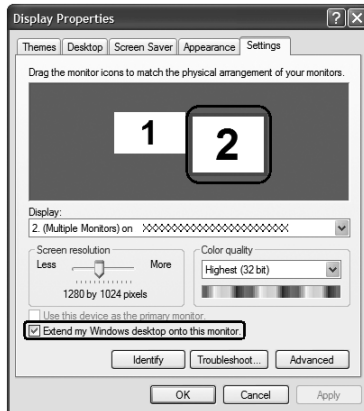 Display Properties
Themes Desktop Screen Saver Appearance Settings
Drag the monitor icons to match the physical arrangement of your monitors.
1 2
Display:
2. (Multiple Monitors) on XXXXXXXXXXXXXXXXXXXXXXX
Screen resolution Color quality
Less More Highest (32 bit)
1280 by 1024 pixels
Use this device as the primary monitor.
Extend my Windows desktop onto this monitor.
Identify Troubleshoot... Advanced
OK Cancel Apply